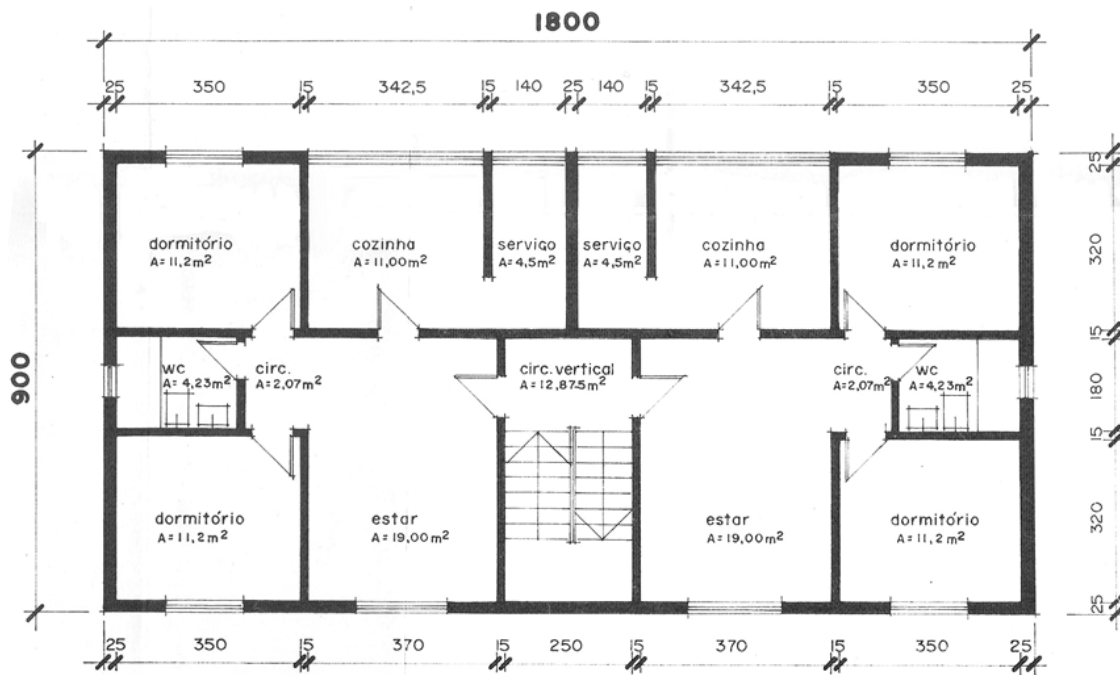 1800
25 350 15 342,5 15 140 25 140 15 342,5 15 350 25
dormitório
A=11,2m²
cozinha
A=11,00m²
serviço
A=4,5m²
serviço
A=4,5m²
cozinha
A=11,00m²
dormitório
A=11,2m²
25
320
15
180
15
320
25
900
wc
A=4,23m²
circ.
A=2,07m²
circ. vertical
A=12,875m²
circ.
A=2,07m²
wc
A=4,23m²
dormitório
A=11,2m²
estar
A=19,00m²
estar
A=19,00m²
dormitório
A=11,2m²
25 350 15 370 15 250 15 370 15 350 25